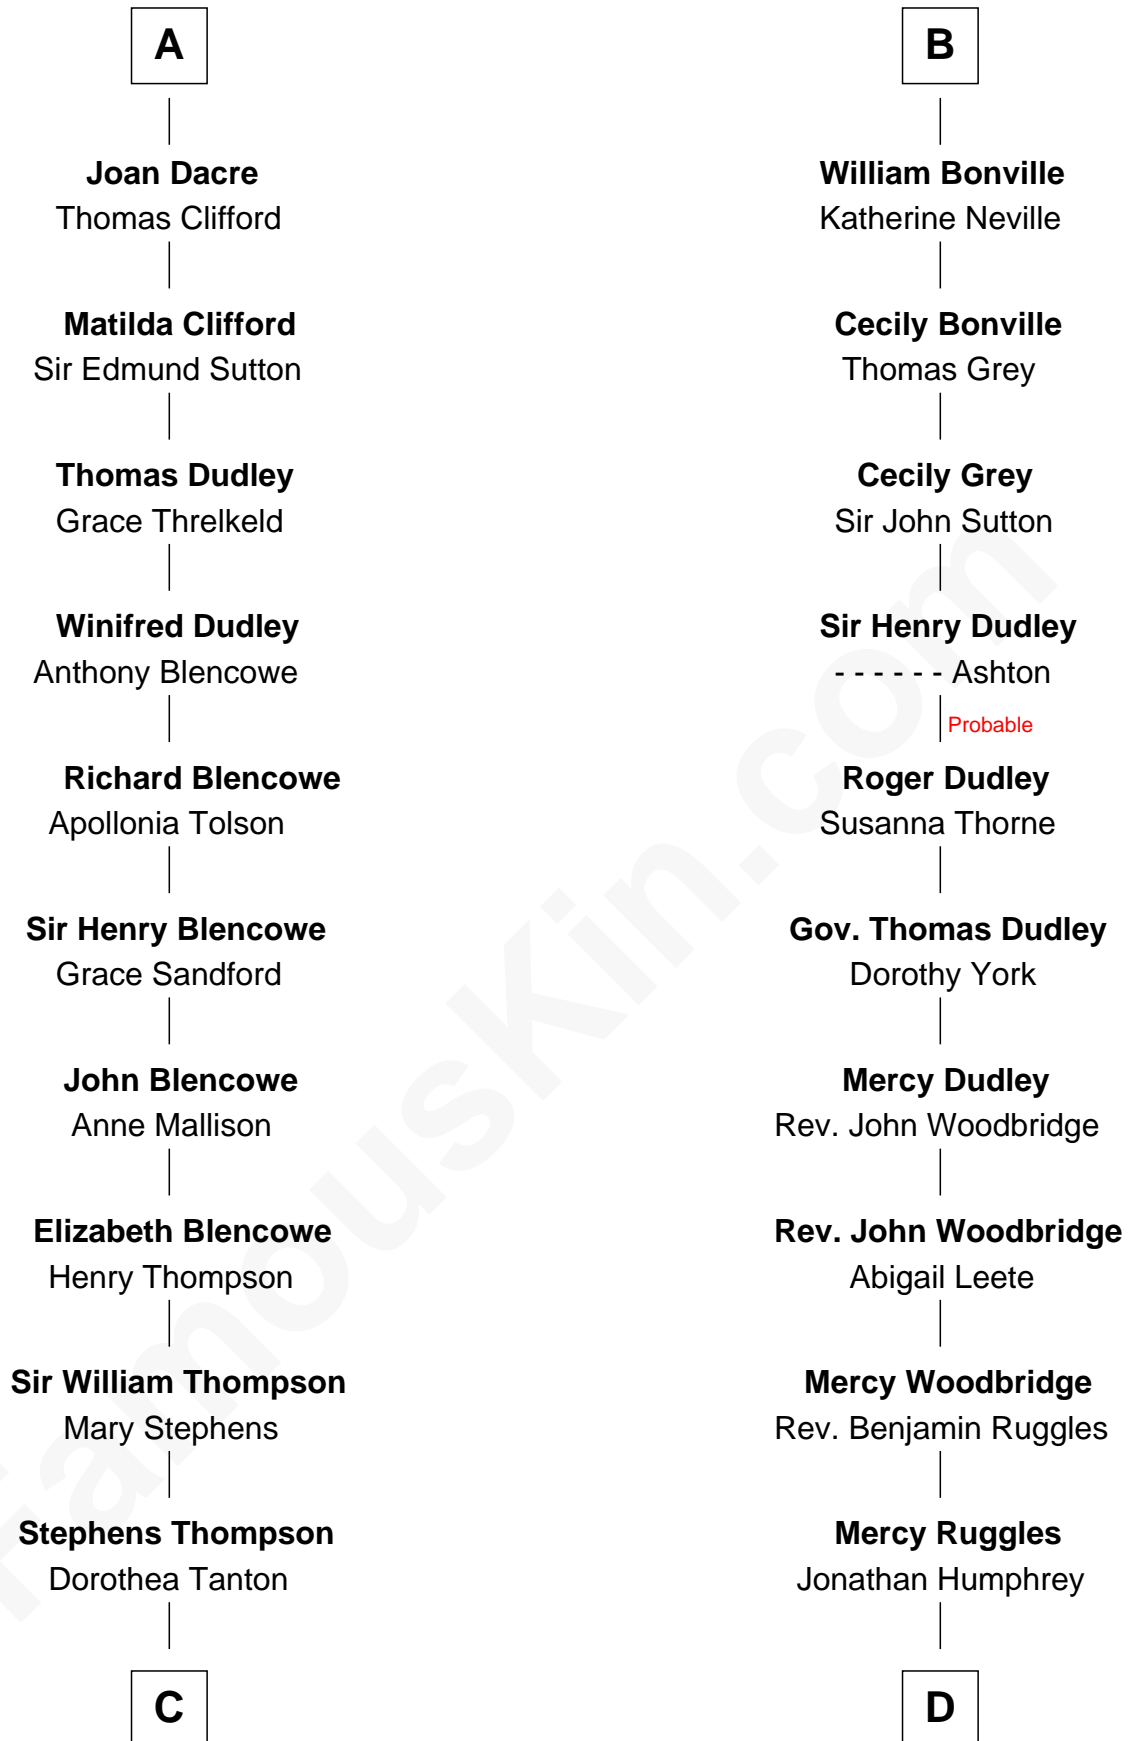 A
Joan Dacre
Thomas Clifford
Matilda Clifford
Sir Edmund Sutton
Thomas Dudley
Grace Threlkeld
Winifred Dudley
Anthony Blencowe
Richard Blencowe
Apollonia Tolson
Sir Henry Blencowe
Grace Sandford
John Blencowe
Anne Mallison
Elizabeth Blencowe
Henry Thompson
Sir William Thompson
Mary Stephens
Stephens Thompson
Dorothea Tanton
C
B
William Bonville
Katherine Neville
Cecily Bonville
Thomas Grey
Cecily Grey
Sir John Sutton
Sir Henry Dudley
- - - - - - Ashton
Probable
Roger Dudley
Susanna Thorne
Gov. Thomas Dudley
Dorothy York
Mercy Dudley
Rev. John Woodbridge
Rev. John Woodbridge
Abigail Leete
Mercy Woodbridge
Rev. Benjamin Ruggles
Mercy Ruggles
Jonathan Humphrey
D
FamousKin.com